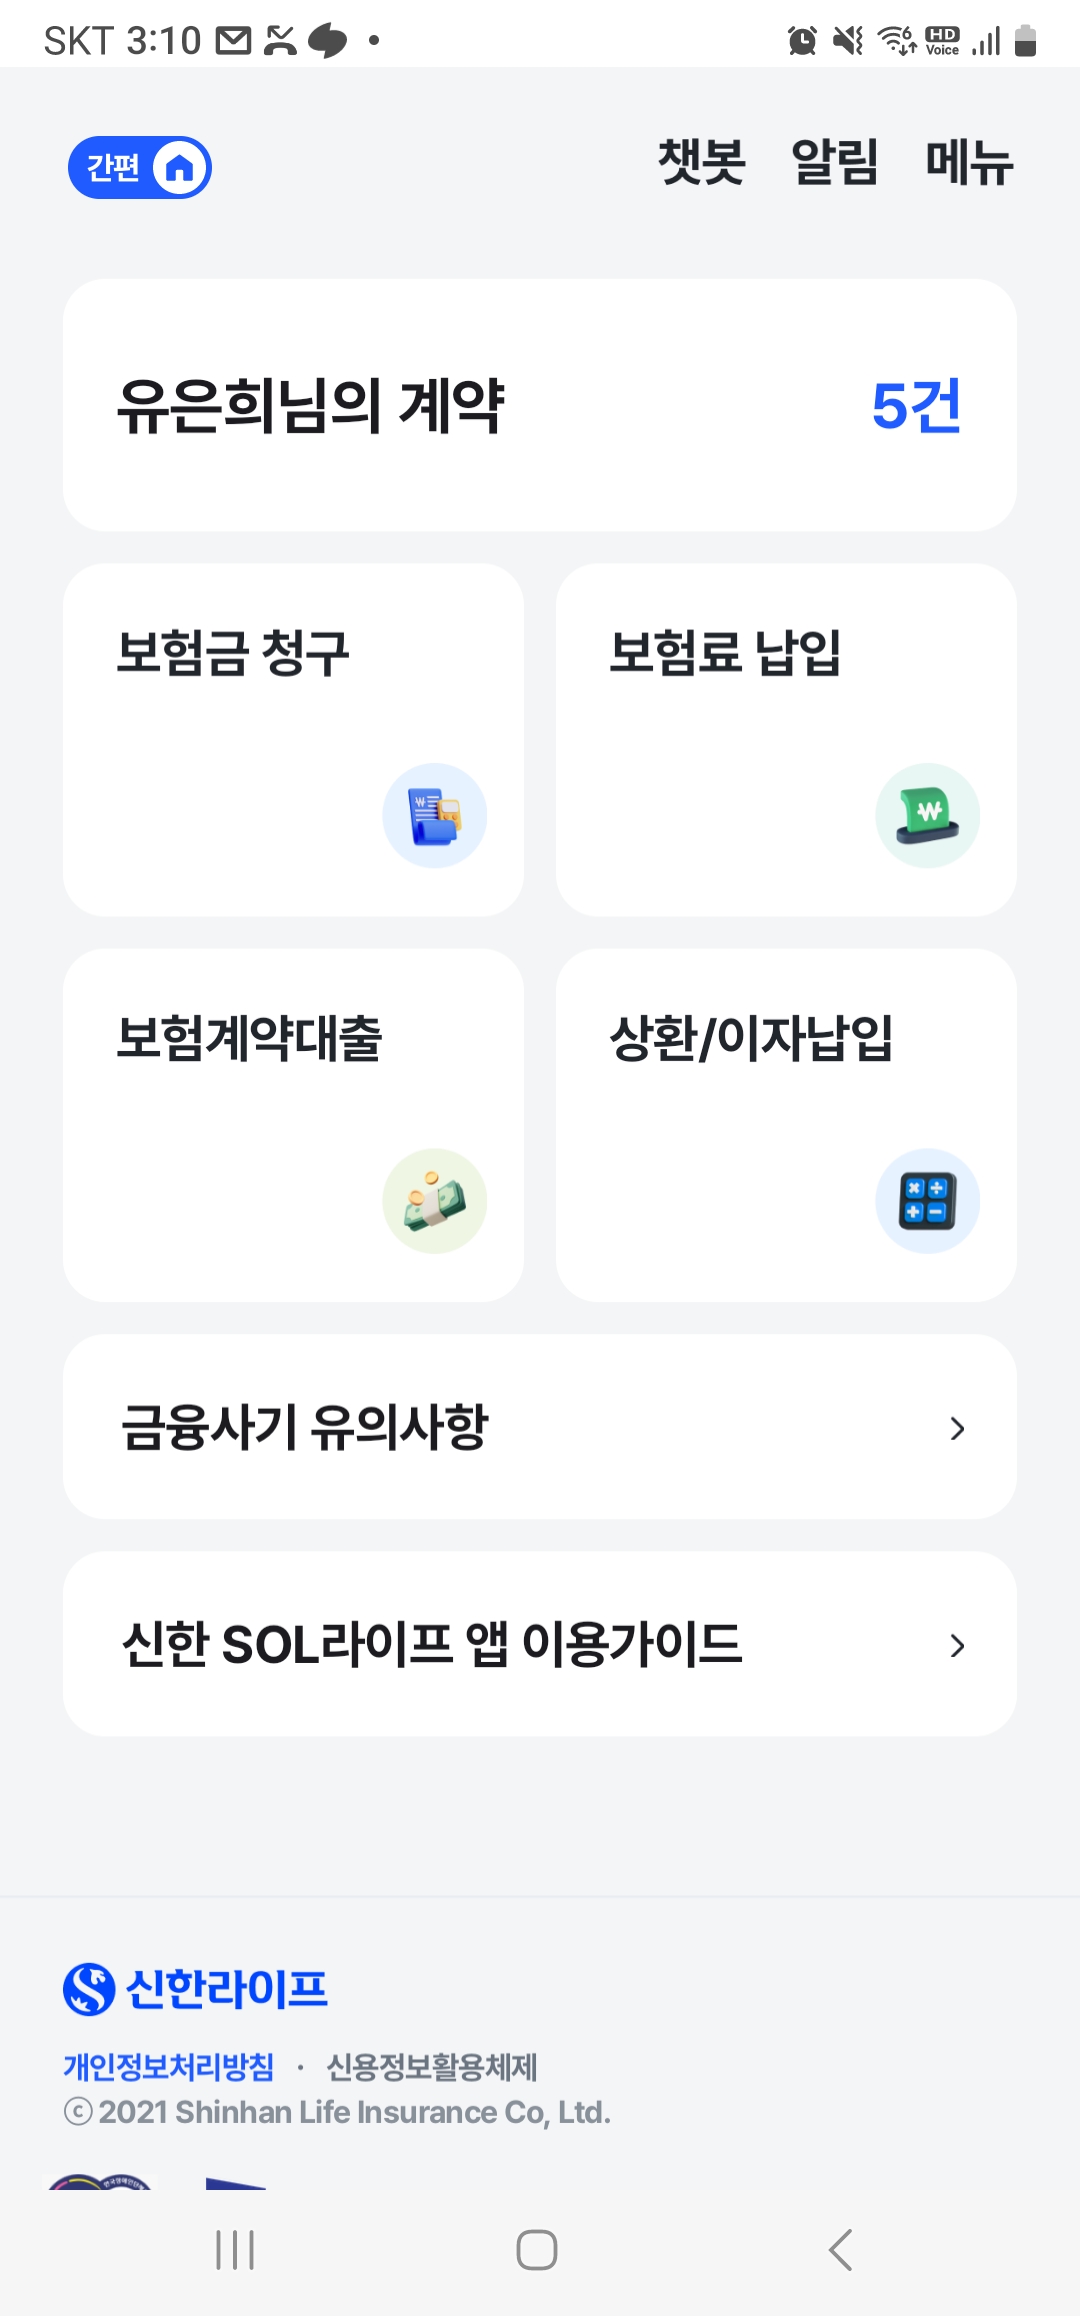 SKT 3:10
HD
Voice
간편
챗봇 알림 메뉴
유은희님의 계약 5건
보험금 청구
보험료 납입
보험계약대출
상환/이자납입
금융사기 유의사항
신한 SOL라이프 앱 이용가이드
신한라이프
개인정보처리방침 · 신용정보활용체제
ⓒ 2021 Shinhan Life Insurance Co, Ltd.